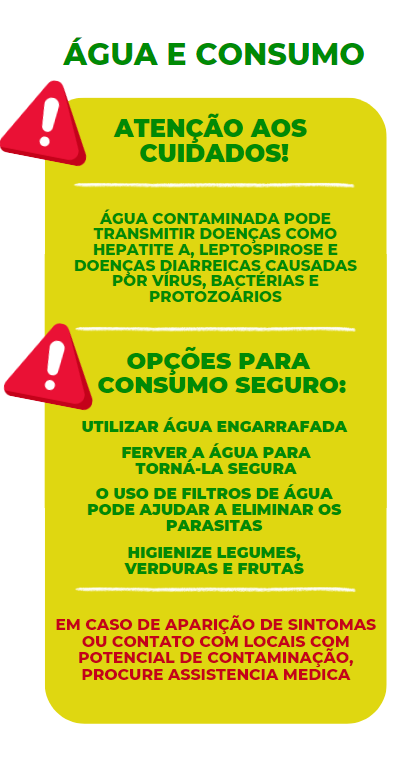 ÁGUA E CONSUMO
ATENÇÃO AOS
CUIDADOS!
ÁGUA CONTAMINADA PODE
TRANSMITIR DOENÇAS COMO
HEPATITE A, LEPTOSPIROSE E
DOENÇAS DIARREICAS CAUSADAS
POR VÍRUS, BACTÉRIAS E
PROTOZOÁRIOS
OPÇÕES PARA
CONSUMO SEGURO:
UTILIZAR ÁGUA ENGARRAFADA
FERVER A ÁGUA PARA
TORNÁ-LA SEGURA
O USO DE FILTROS DE ÁGUA
PODE AJUDAR A ELIMINAR OS
PARASITAS
HIGIENIZE LEGUMES,
VERDURAS E FRUTAS
EM CASO DE APARIÇÃO DE SINTOMAS
OU CONTATO COM LOCAIS COM
POTENCIAL DE CONTAMINAÇÃO,
PROCURE ASSISTENCIA MEDICA